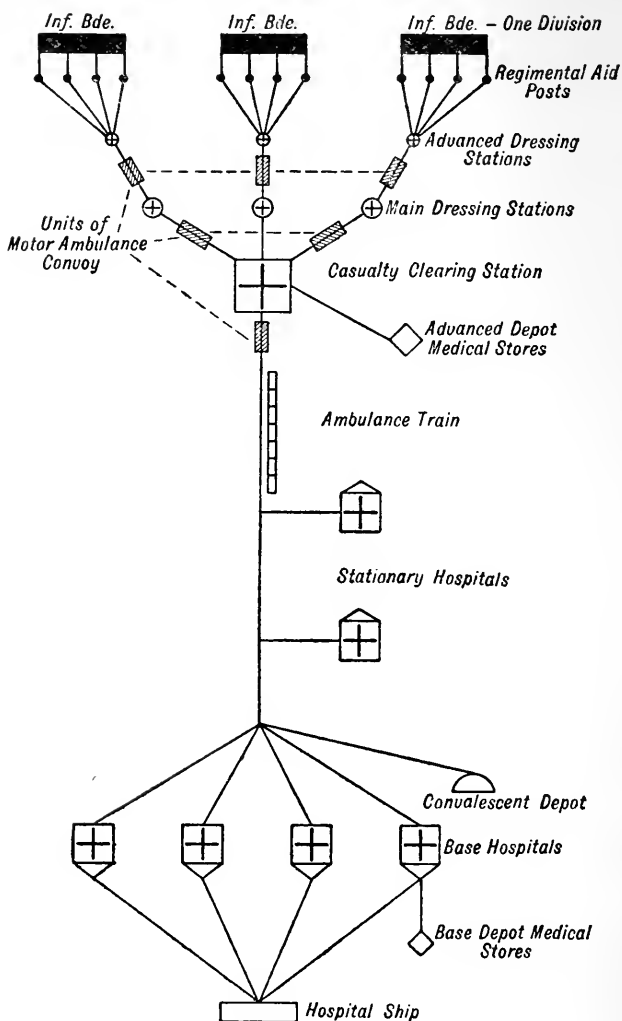 Inf. Bde.
Inf. Bde.
Inf. Bde. - One Division
Regimental Aid
Posts
Advanced Dressing
Stations
Main Dressing Stations
Units of
Motor Ambulance
Convoy
Casualty Clearing Station
Advanced Depot
Medical Stores
Ambulance Train
Stationary Hospitals
Convalescent Depot
Base Hospitals
Base Depot Medical
Stores
Hospital Ship